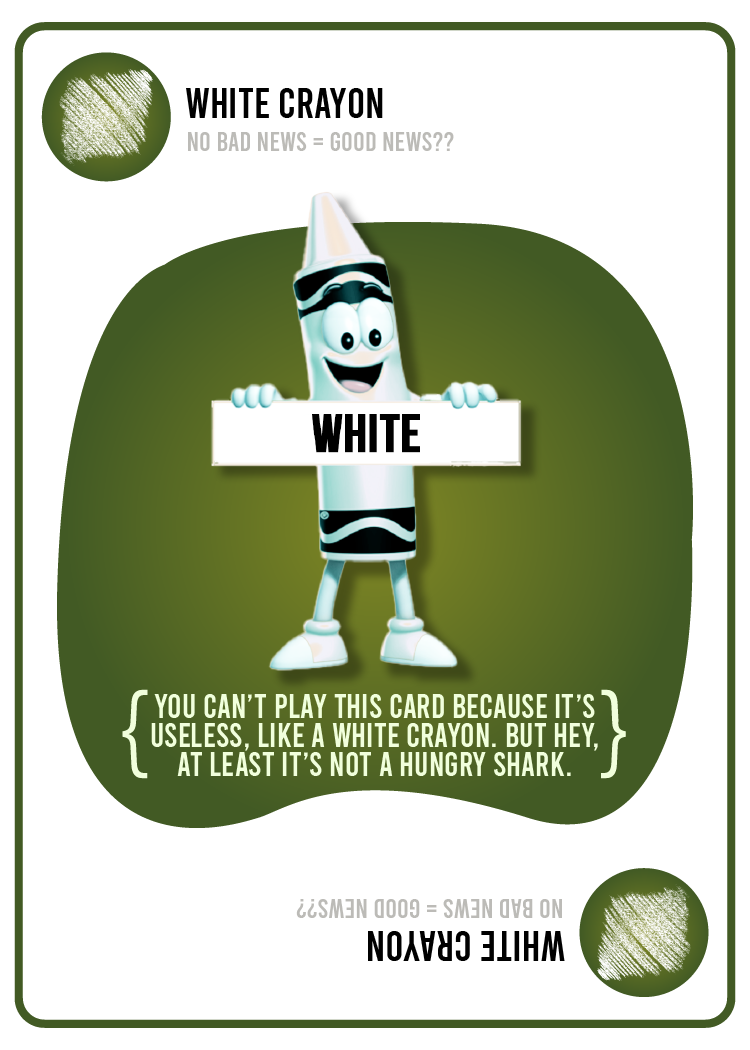 WHITE CRAYON
NO BAD NEWS = GOOD NEWS??
WHITE
{ YOU CAN'T PLAY THIS CARD BECAUSE IT'S
USELESS, LIKE A WHITE CRAYON. BUT HEY,
AT LEAST IT'S NOT A HUNGRY SHARK. }
WHITE CRAYON
NO BAD NEWS = GOOD NEWS??